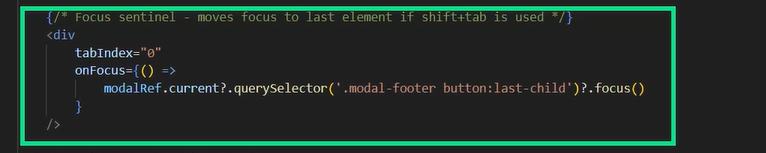 {/* Focus sentinel - moves focus to last element if shift+tab is used */}
<div
tabIndex="0"
onFocus={() =>
modalRef.current?.querySelector('.modal-footer button:last-child')?.focus()
}
/>